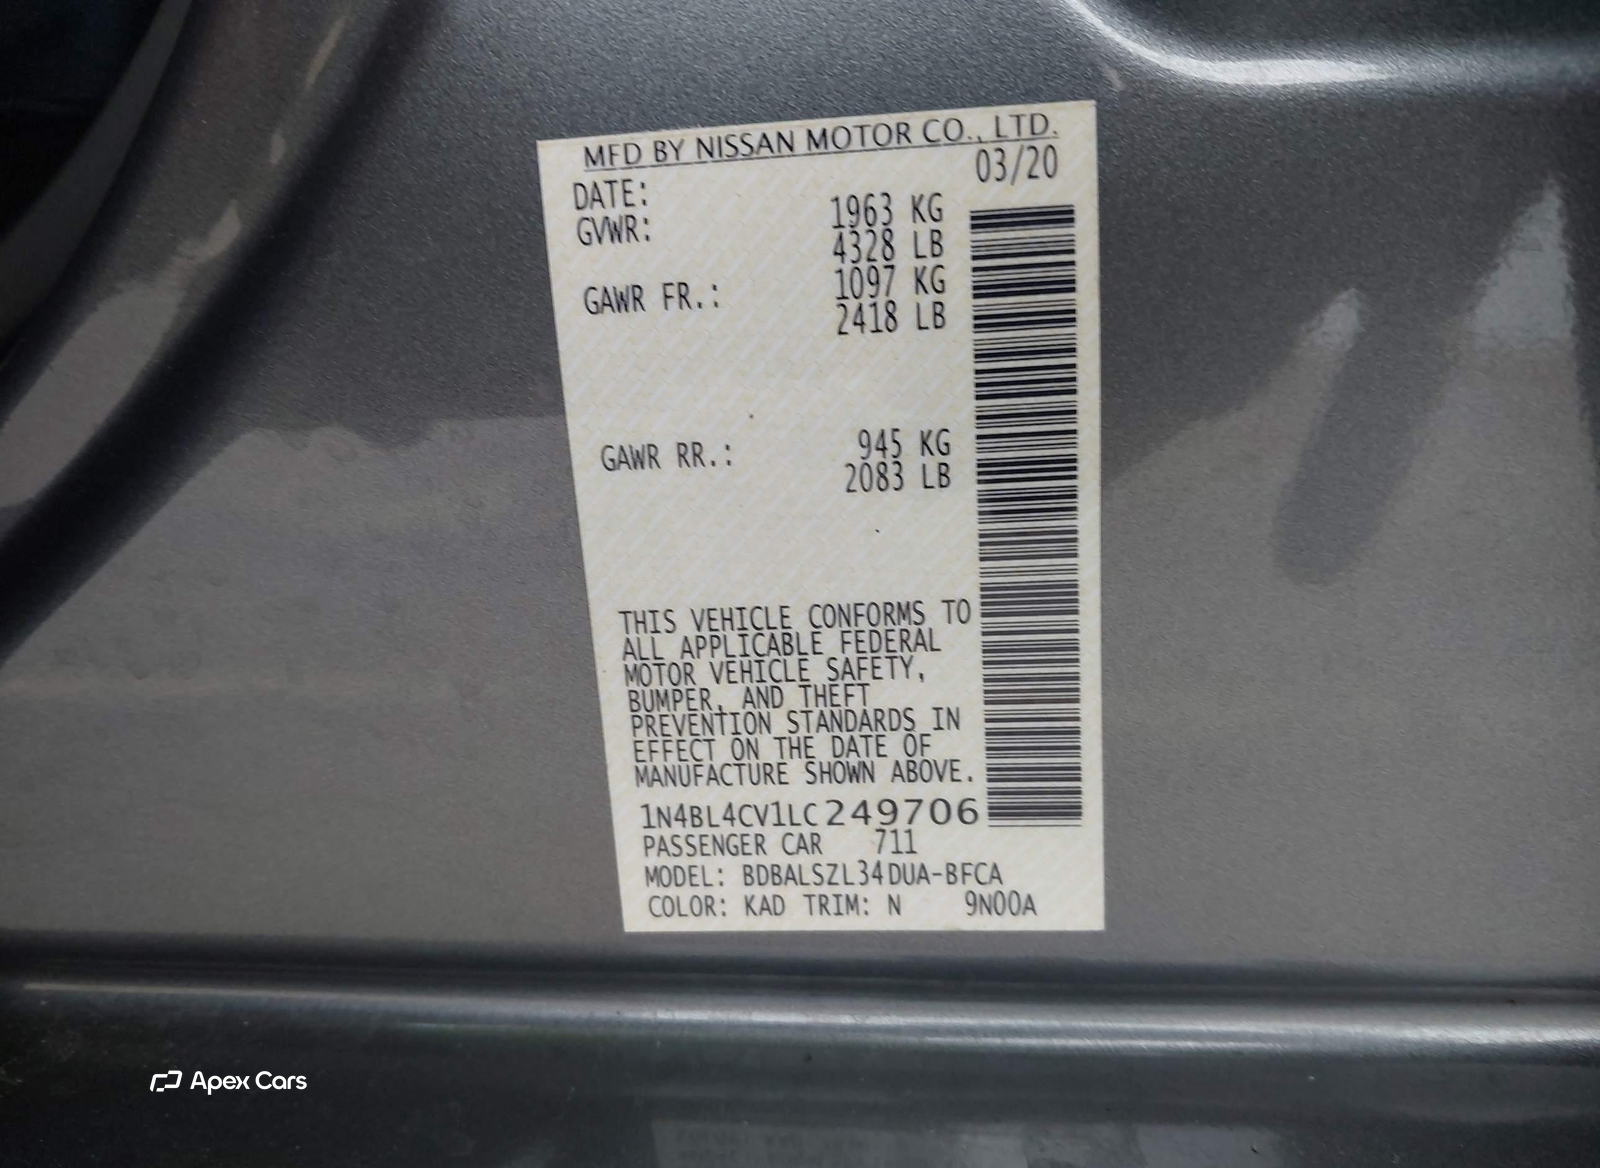 MFD BY NISSAN MOTOR CO., LTD.
DATE: 03/20
GVWR: 1963 KG
4328 LB
GAWR FR.: 1097 KG
2418 LB
GAWR RR.: 945 KG
2083 LB
THIS VEHICLE CONFORMS TO
ALL APPLICABLE FEDERAL
MOTOR VEHICLE SAFETY,
BUMPER, AND THEFT
PREVENTION STANDARDS IN
EFFECT ON THE DATE OF
MANUFACTURE SHOWN ABOVE.
1N4BL4CV1LC249706
PASSENGER CAR 711
MODEL: BDBALSZL34DUA-BFCA
COLOR: KAD TRIM: N 9N00A
Apex Cars